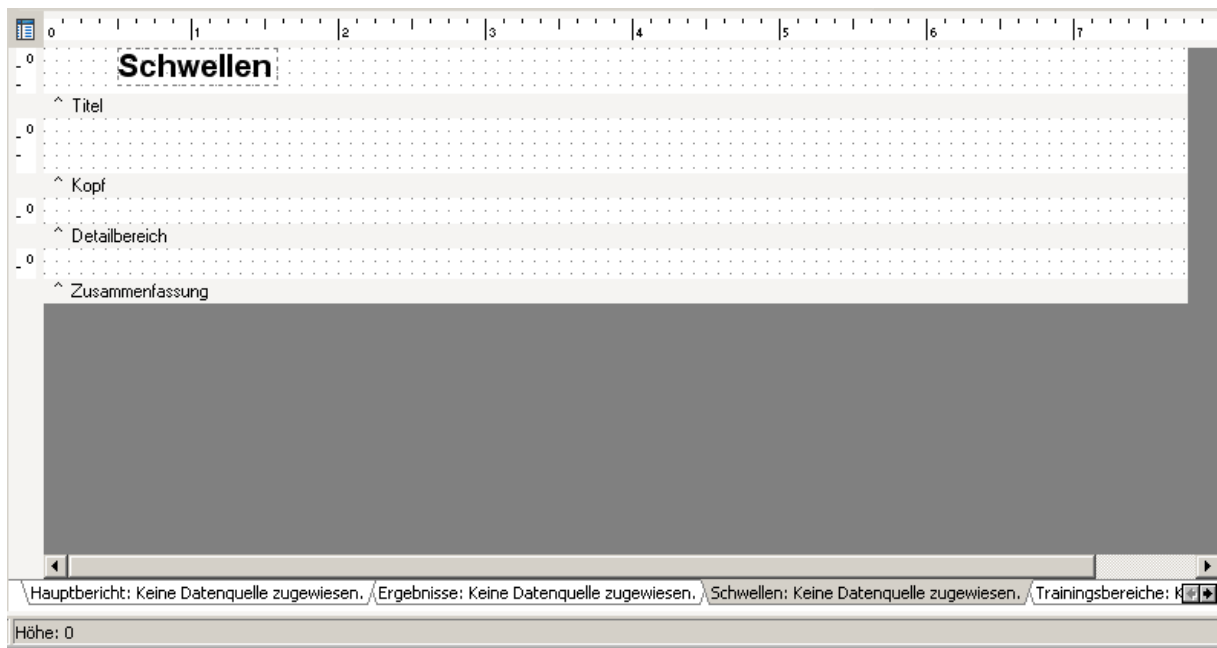 0 1 2 3 4 5 6 7
0
Schwellen
^ Titel
0
^ Kopf
0
^ Detailbereich
0
^ Zusammenfassung
Hauptbericht: Keine Datenquelle zugewiesen. Ergebnisse: Keine Datenquelle zugewiesen. Schwellen: Keine Datenquelle zugewiesen. Trainingsbereiche: K
Höhe: 0